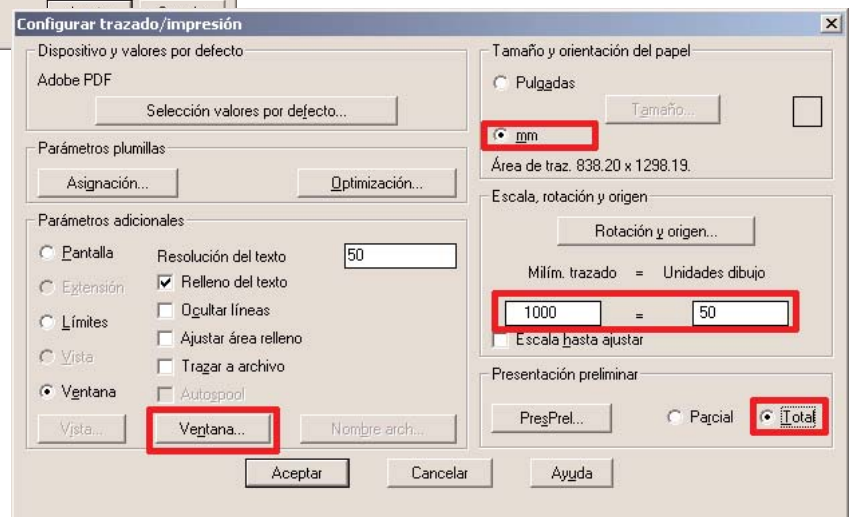 Configurar trazado/impresión
Dispositivo y valores por defecto
Adobe PDF
Selección valores por defecto...
Parámetros plumillas
Asignación...
Optimización...
Parámetros adicionales
Pantalla
Extensión
Límites
Vista
Ventana
Resolución del texto
50
Relleno del texto
Ocultar líneas
Ajustar área relleno
Trazar a archivo
Autospool
Vista...
Ventana...
Nombre arch...
Tamaño y orientación del papel
Pulgadas
Tamaño...
mm
Área de traz. 838.20 x 1298.19.
Escala, rotación y origen
Rotación y origen...
Milím. trazado = Unidades dibujo
1000 = 50
Escala hasta ajustar
Presentación preliminar
PresPrel...
Parcial
Total
Aceptar
Cancelar
Ayuda